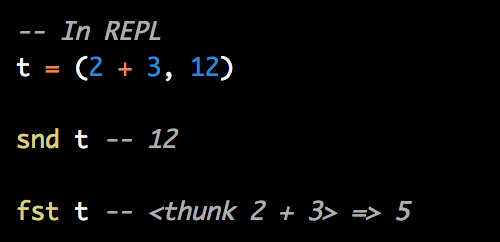 -- In REPL
t = (2 + 3, 12)
snd t -- 12
fst t -- <thunk 2 + 3> => 5